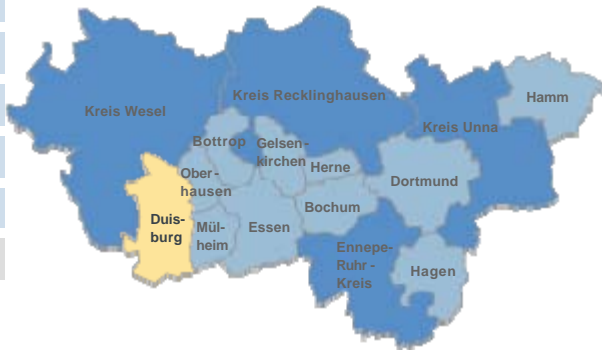 Kreis Wesel
Kreis Recklinghausen
Hamm
Kreis Unna
Bottrop
Gelsen-
kirchen
Herne
Ober-
hausen
Dortmund
Bochum
Duis-
burg
Mül-
heim
Essen
Ennepe-
Ruhr -
Kreis
Hagen